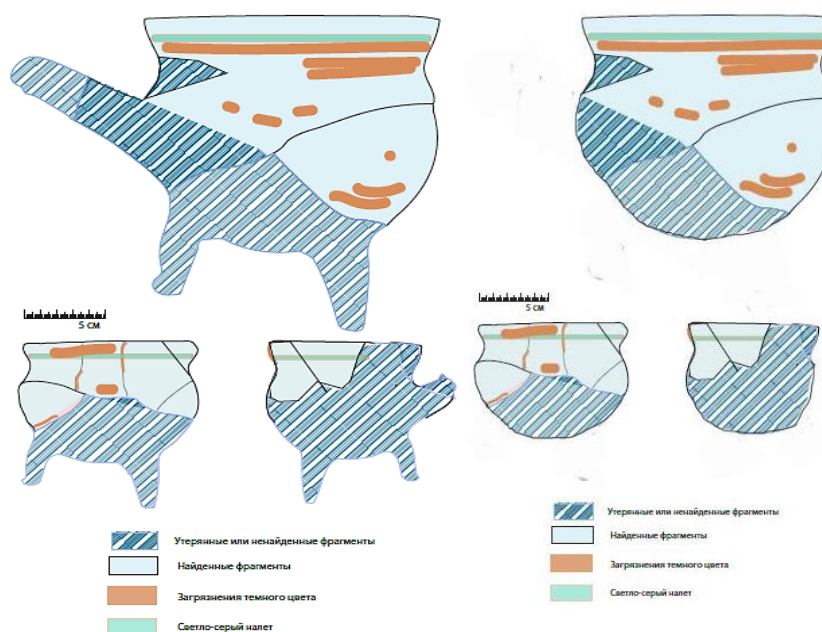 5 СМ
5 СМ
Утерянные или ненайденные фрагменты
Найденные фрагменты
Загрязнения темного цвета
Светло-серый налет
Утерянные или ненайденные фрагменты
Найденные фрагменты
Загрязнения темного цвета
Светло-серый налет